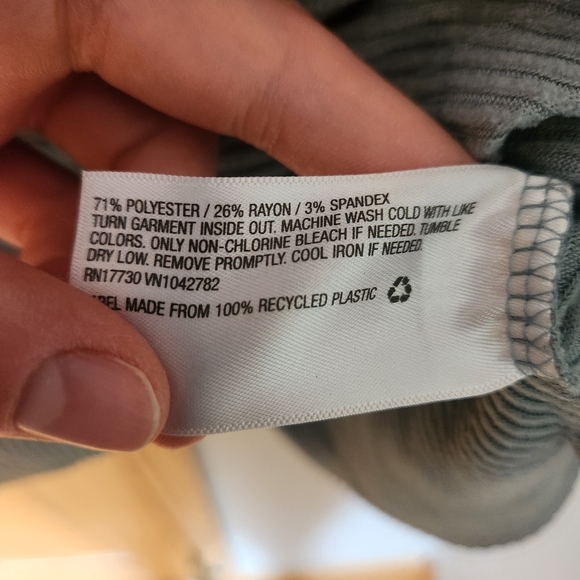 71% POLYESTER / 26% RAYON / 3% SPANDEX
TURN GARMENT INSIDE OUT. MACHINE WASH COLD WITH LIKE
COLORS. ONLY NON-CHLORINE BLEACH IF NEEDED. TUMBLE
DRY LOW. REMOVE PROMPTLY. COOL IRON IF NEEDED.
RN17730 VN1042782
MADE FROM 100% RECYCLED PLASTIC